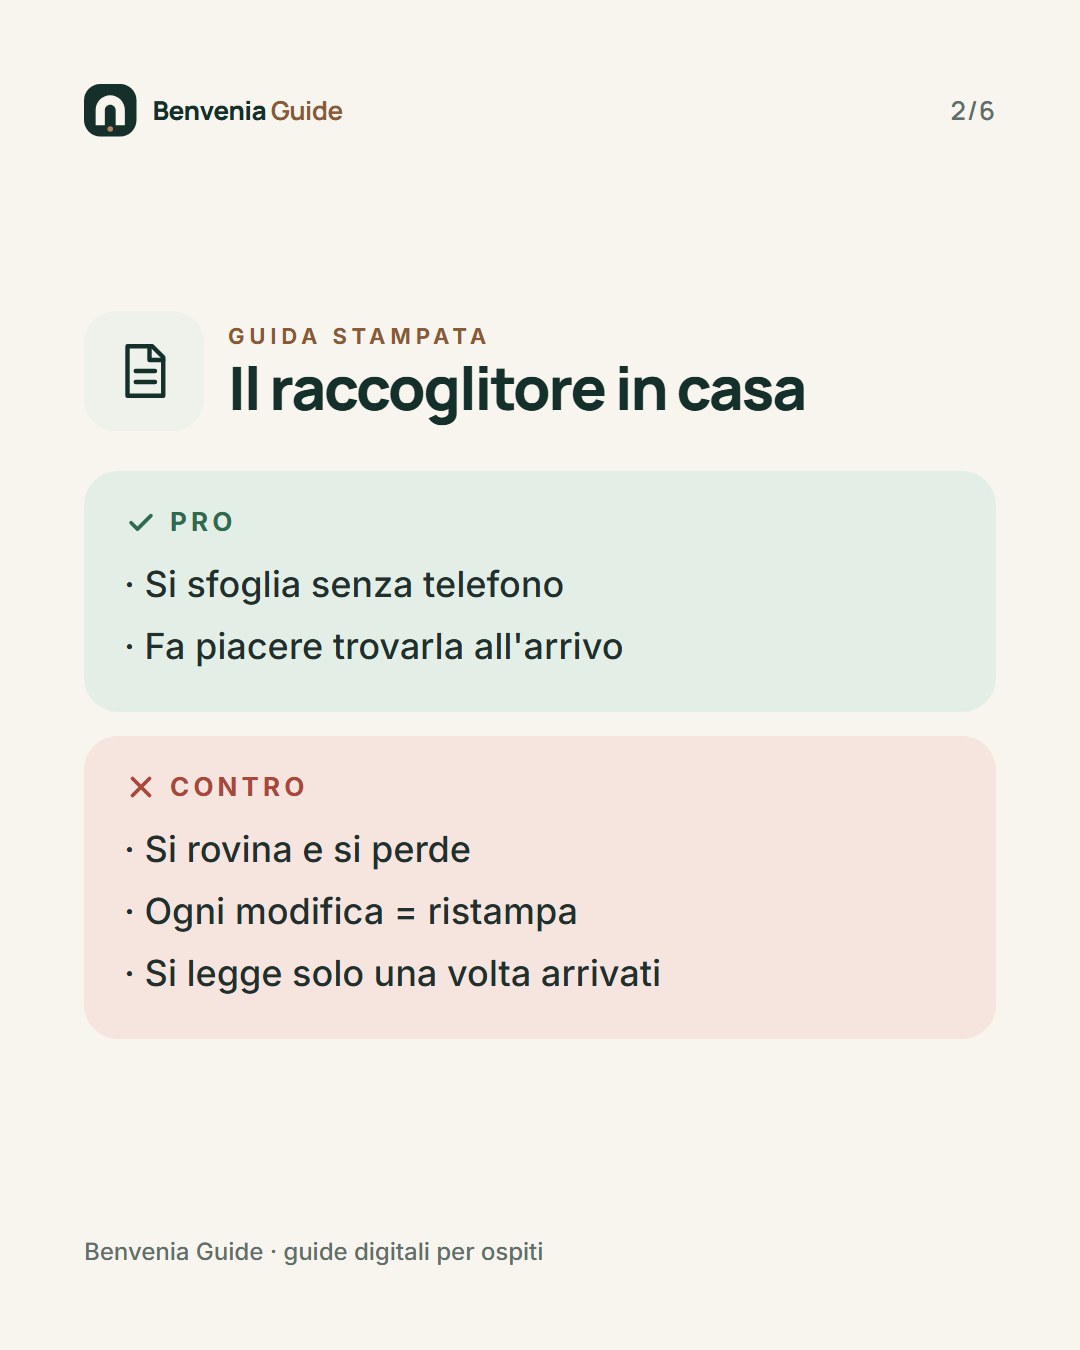 Benvenia Guide
2/6
GUIDA STAMPATA
Il raccoglitore in casa
PRO
· Si sfoglia senza telefono
· Fa piacere trovarla all'arrivo
CONTRO
· Si rovina e si perde
· Ogni modifica = ristampa
· Si legge solo una volta arrivati
Benvenia Guide · guide digitali per ospiti